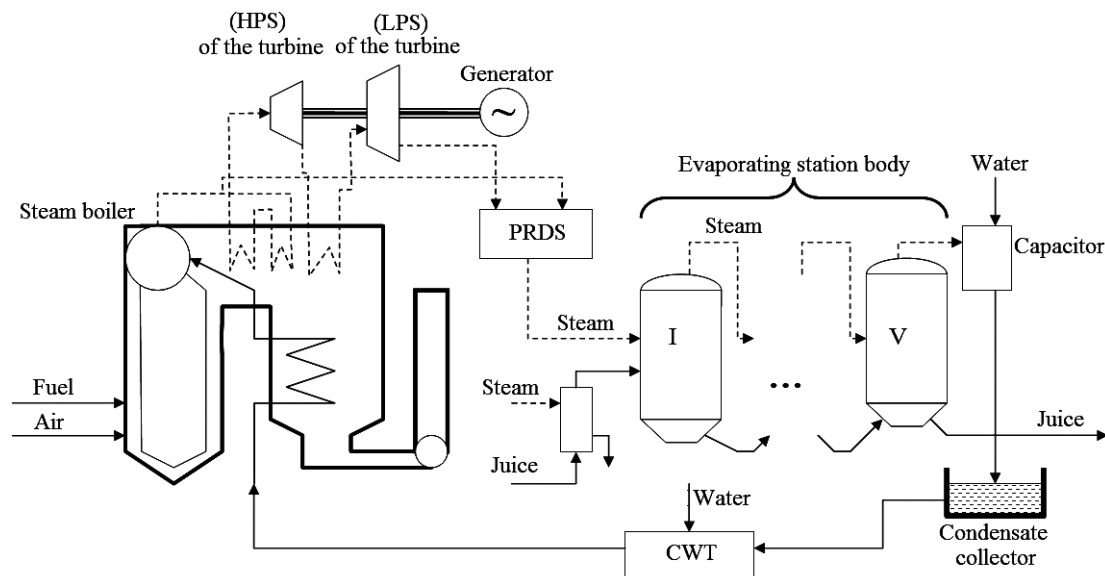 (HPS)
of the turbine
(LPS)
of the turbine
Generator
~
Evaporating station body
Water
Steam boiler
PRDS
Steam
Capacitor
Steam
I
V
Fuel
Steam
...
Air
Juice
Juice
Water
CWT
Condensate
collector